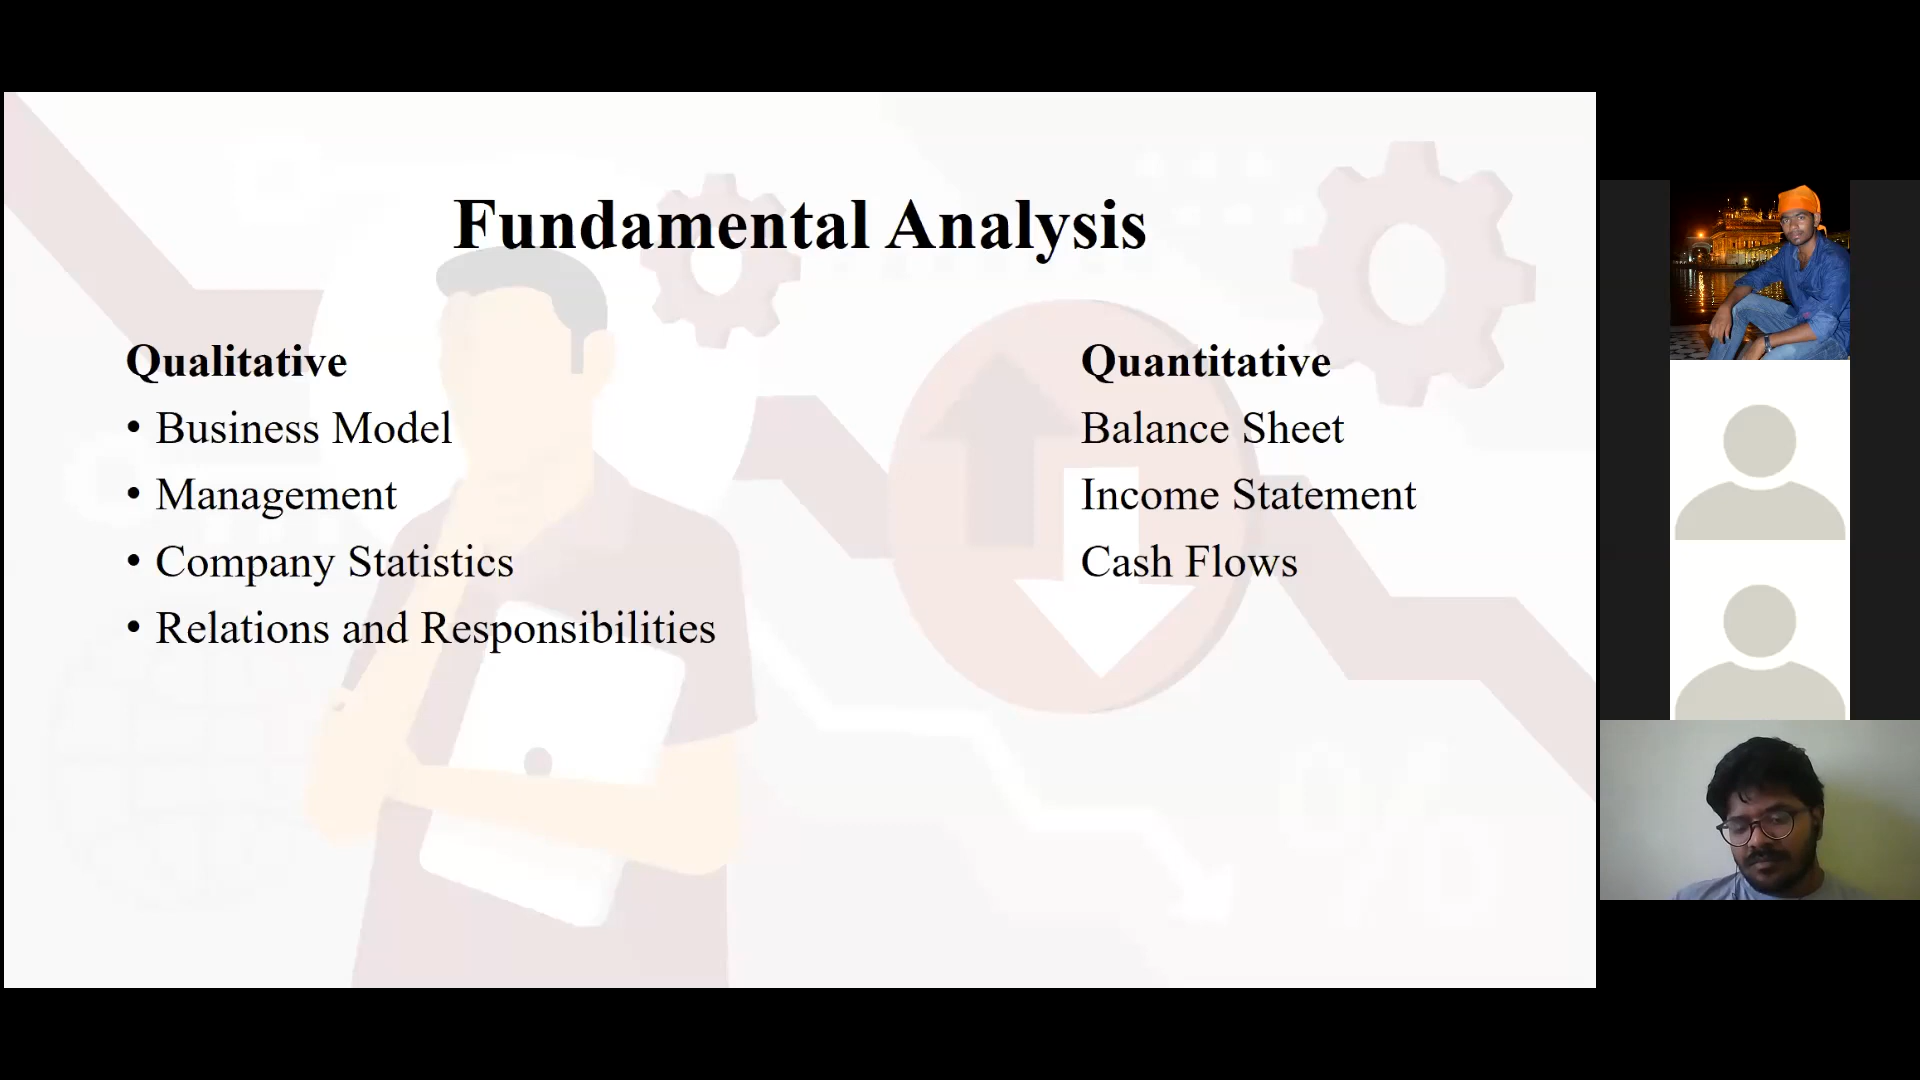 Fundamental Analysis
Qualitative
• Business Model
• Management
• Company Statistics
• Relations and Responsibilities
Quantitative
Balance Sheet
Income Statement
Cash Flows